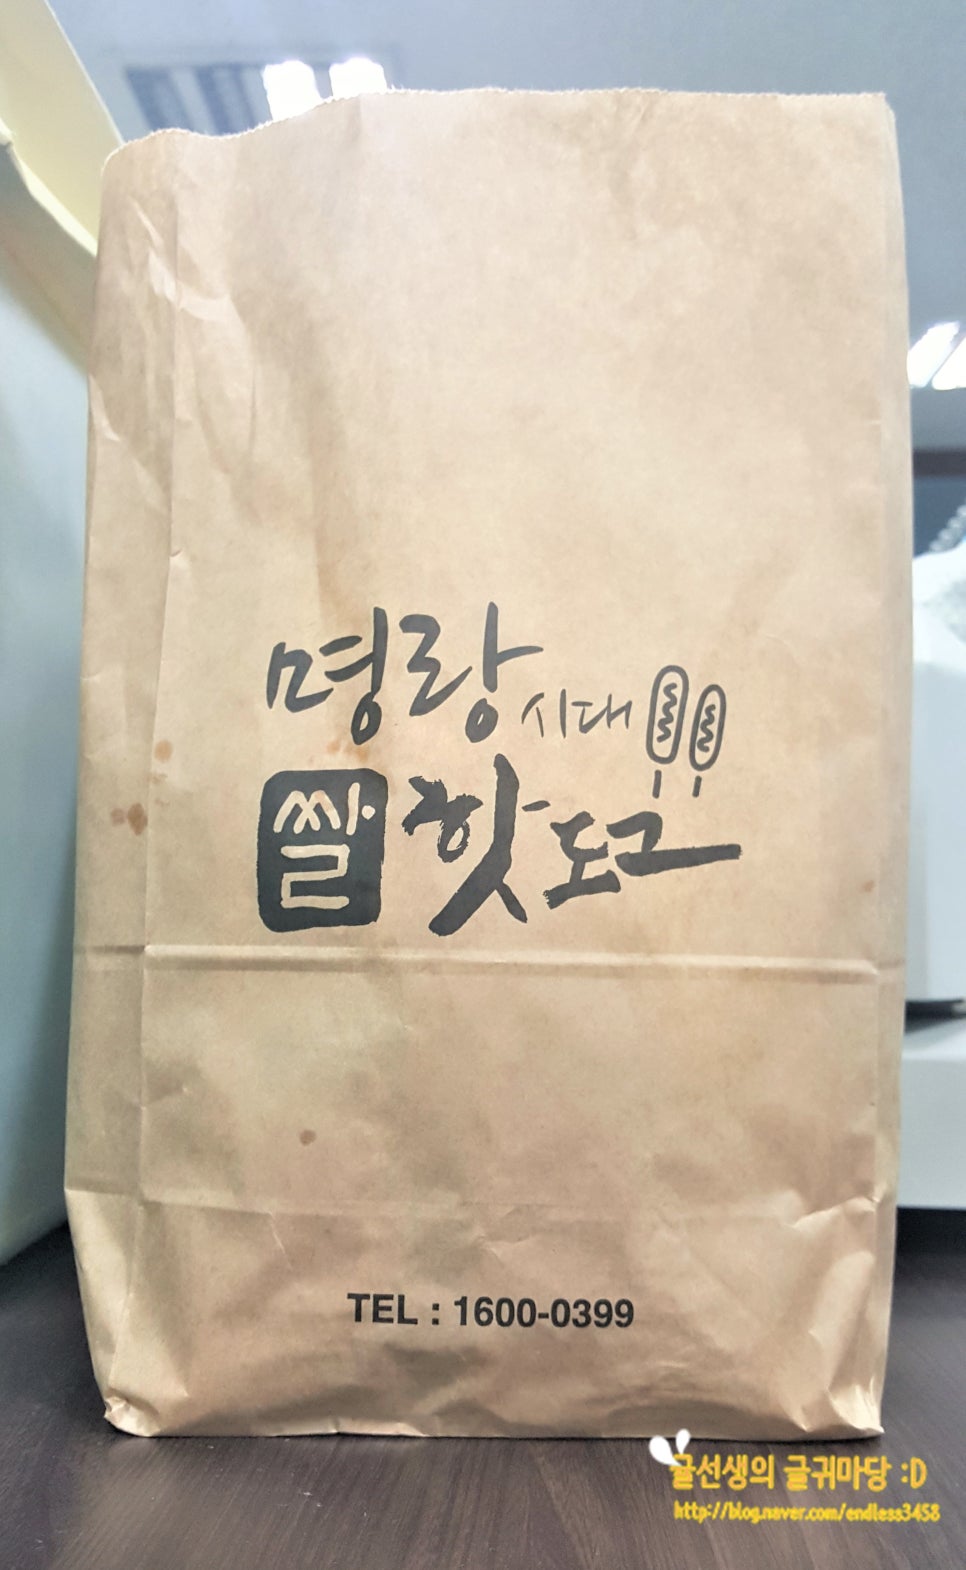 명랑시대
쌀핫도그
TEL : 1600-0399
귤선생의 글귀마당 :D
http://blog.naver.com/endless3458